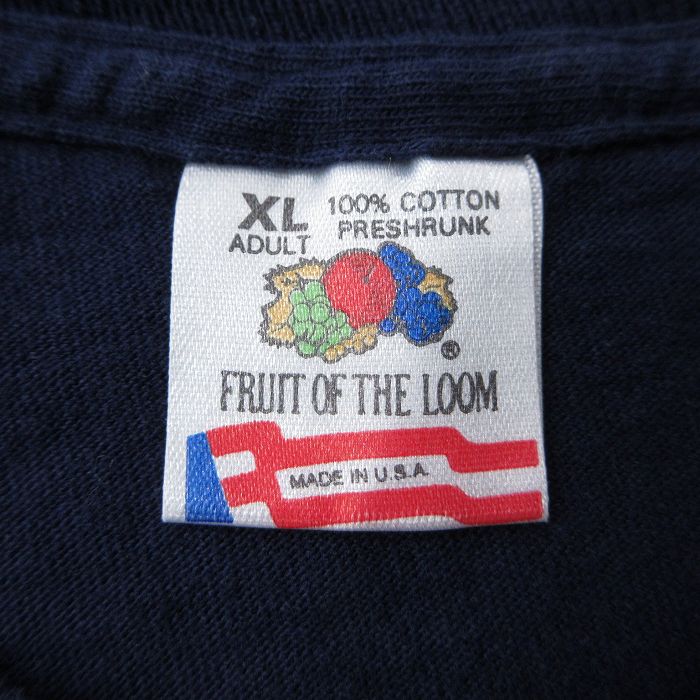 XL
ADULT
100% COTTON
PRESHRUNK
®
FRUIT OF THE LOOM
MADE IN U.S.A.